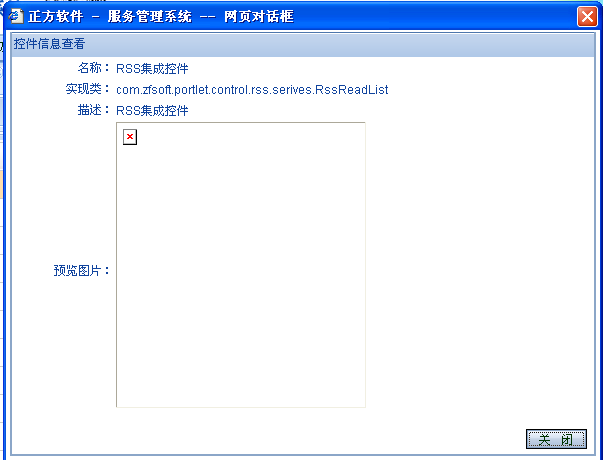 正方软件 - 服务管理系统 -- 网页对话框
控件信息查看
名称： RSS集成控件
实现类： com.zfsoft.portlet.control.rss.serives.RssReadList
描述： RSS集成控件
预览图片：
关 闭